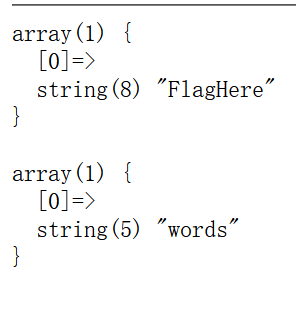 array(1) {
  [0]=>
  string(8) "FlagHere"
}
array(1) {
  [0]=>
  string(5) "words"
}